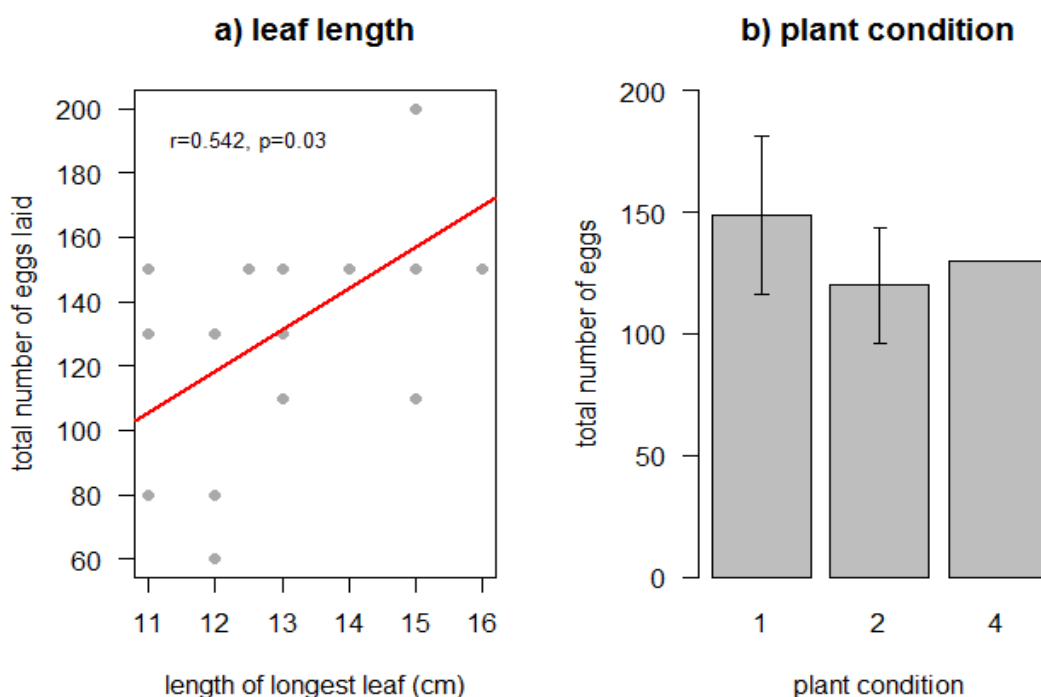 a) leaf length
r=0.542, p=0.03
total number of eggs laid
200
180
160
140
120
100
80
60
11 12 13 14 15 16
length of longest leaf (cm)
b) plant condition
total number of eggs
200
150
100
50
0
1 2 4
plant condition